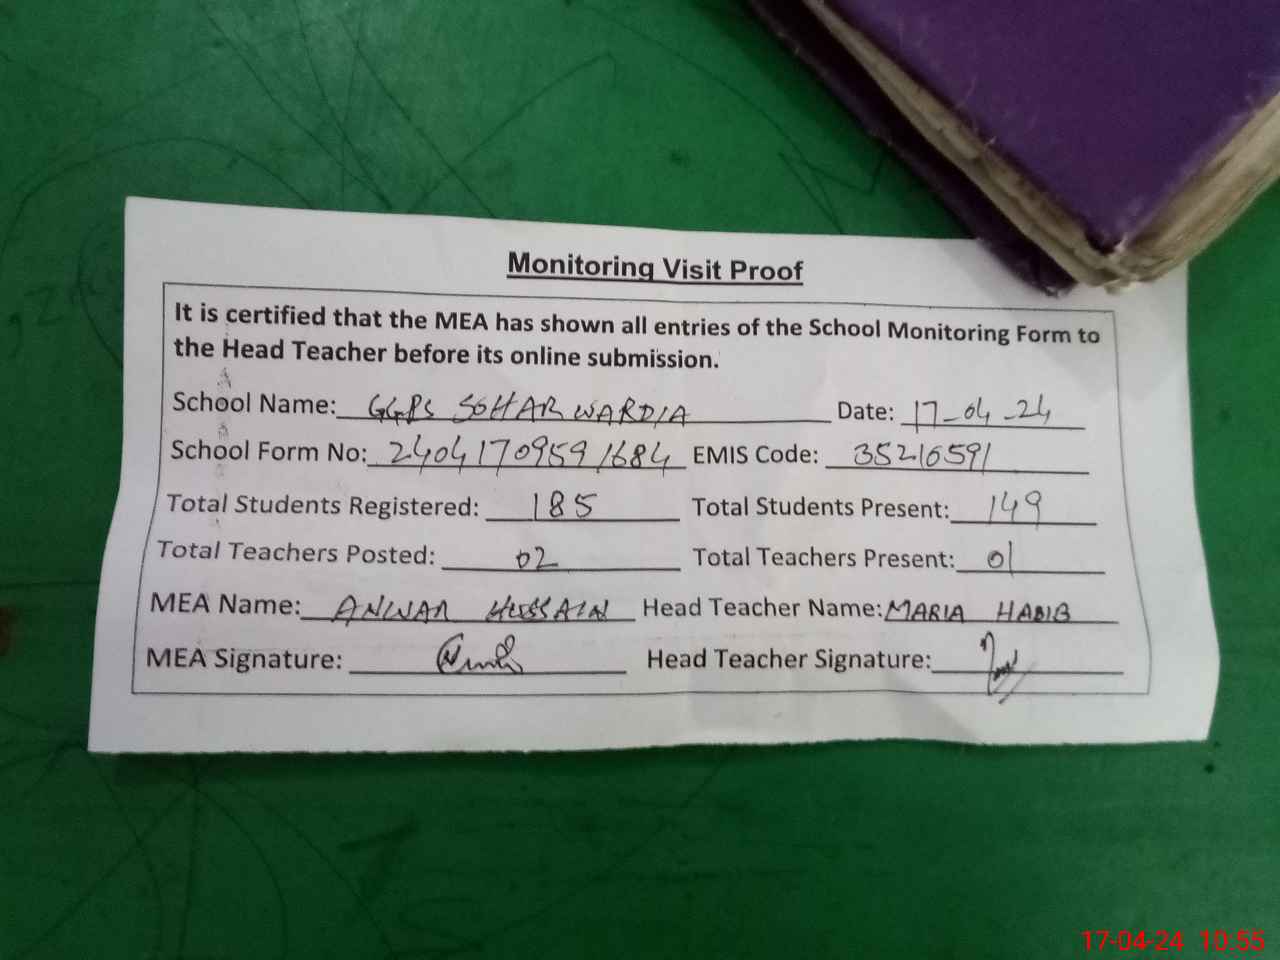 Monitoring Visit Proof
It is certified that the MEA has shown all entries of the School Monitoring Form to
the Head Teacher before its online submission.
School Name: GGPS SOHARWARDIA Date: 17-04-24
School Form No: 24041709591684 EMIS Code: 35216591
Total Students Registered: 185 Total Students Present: 149
Total Teachers Posted: 02 Total Teachers Present: 01
MEA Name: ANWAR HUSSAIN Head Teacher Name: MARIA HABIB
MEA Signature: Head Teacher Signature:
17-04-24 10:55